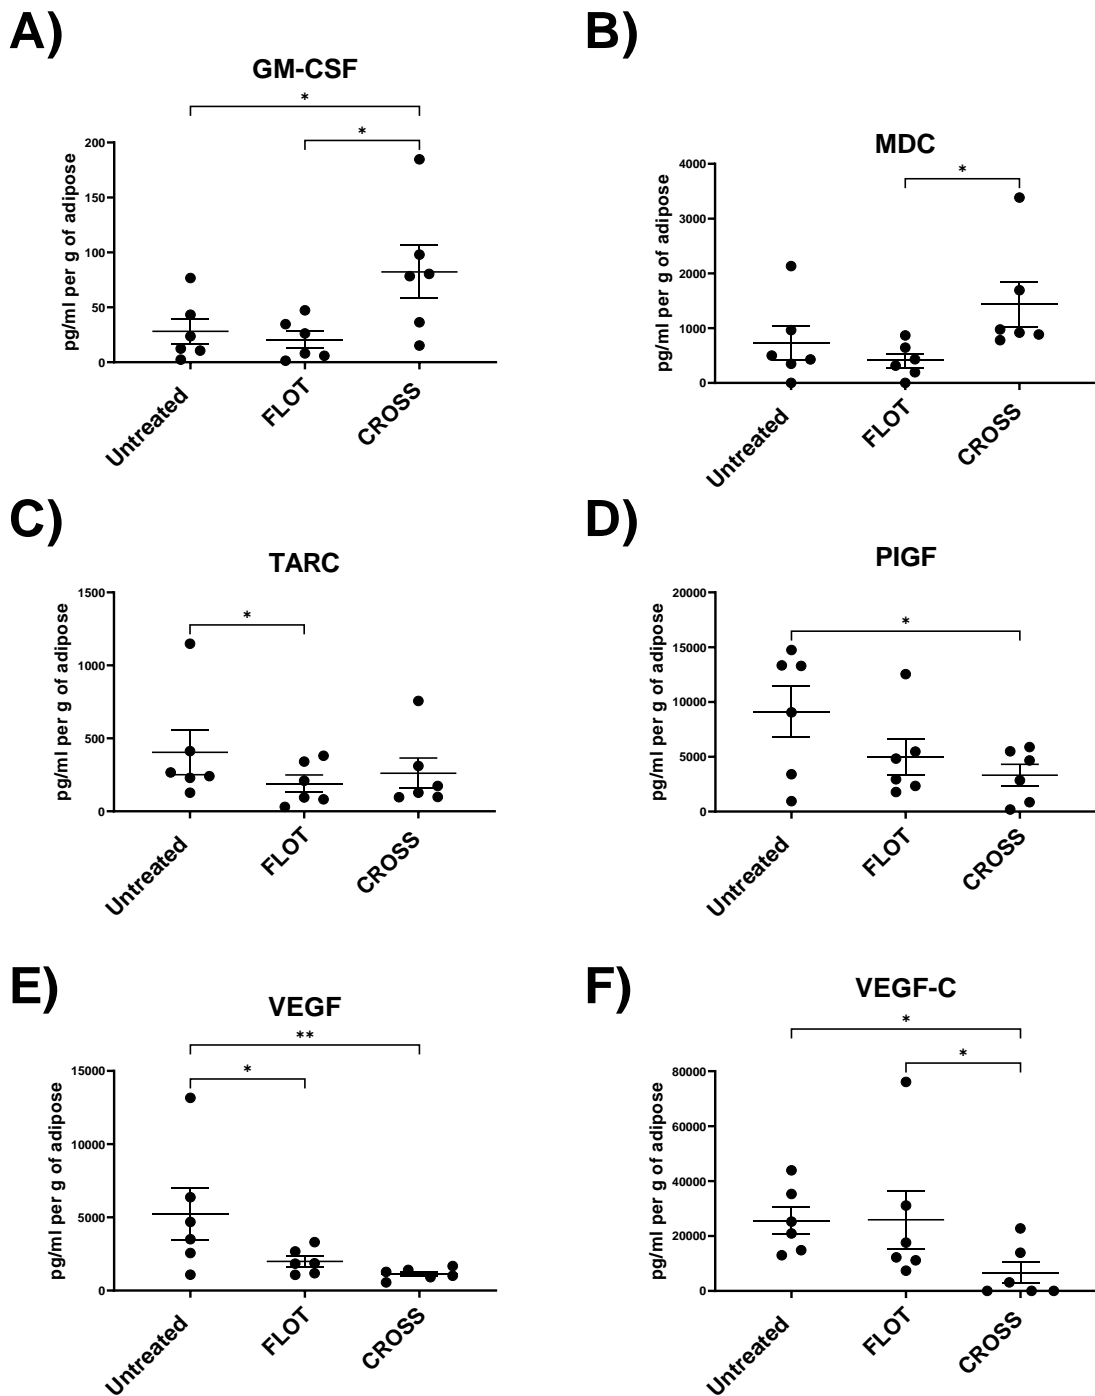 A)
GM-CSF
*
*
pg/ml per g of adipose
200
150
100
50
0
Untreated
FLOT
CROSS
B)
MDC
*
pg/ml per g of adipose
4000
3000
2000
1000
0
Untreated
FLOT
CROSS
C)
TARC
*
pg/ml per g of adipose
1500
1000
500
0
Untreated
FLOT
CROSS
D)
PIGF
*
pg/ml per g of adipose
20000
15000
10000
5000
0
Untreated
FLOT
CROSS
E)
VEGF
**
*
pg/ml per g of adipose
15000
10000
5000
0
Untreated
FLOT
CROSS
F)
VEGF-C
*
*
pg/ml per g of adipose
80000
60000
40000
20000
0
Untreated
FLOT
CROSS